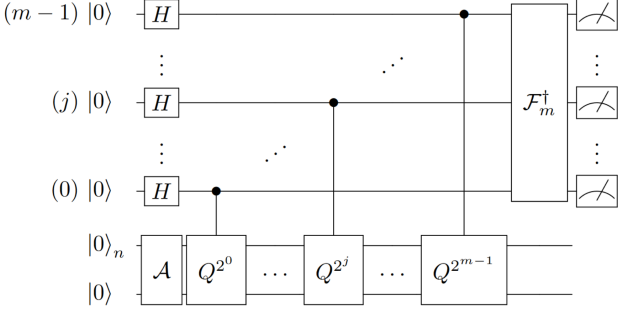 (m − 1) |0⟩ H
⋮ ⋰ ⋮
(j) |0⟩ H 𝓕†ₘ
⋮ ⋰ ⋮
(0) |0⟩ H
|0⟩ₙ 𝒜 Q^{2^0} ⋯ Q^{2^j} ⋯ Q^{2^{m−1}}
|0⟩